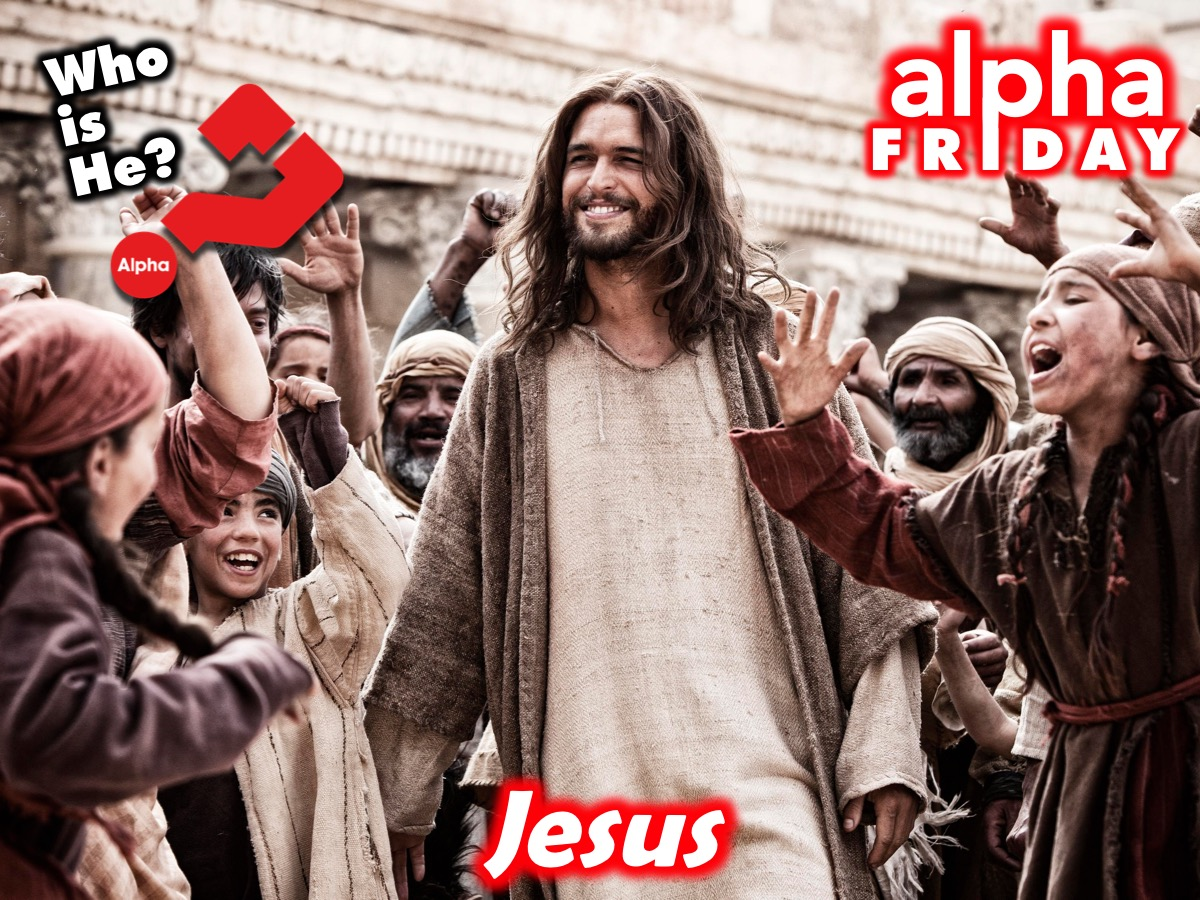 Who
is
He?
Alpha
alpha
FRIDAY
Jesus